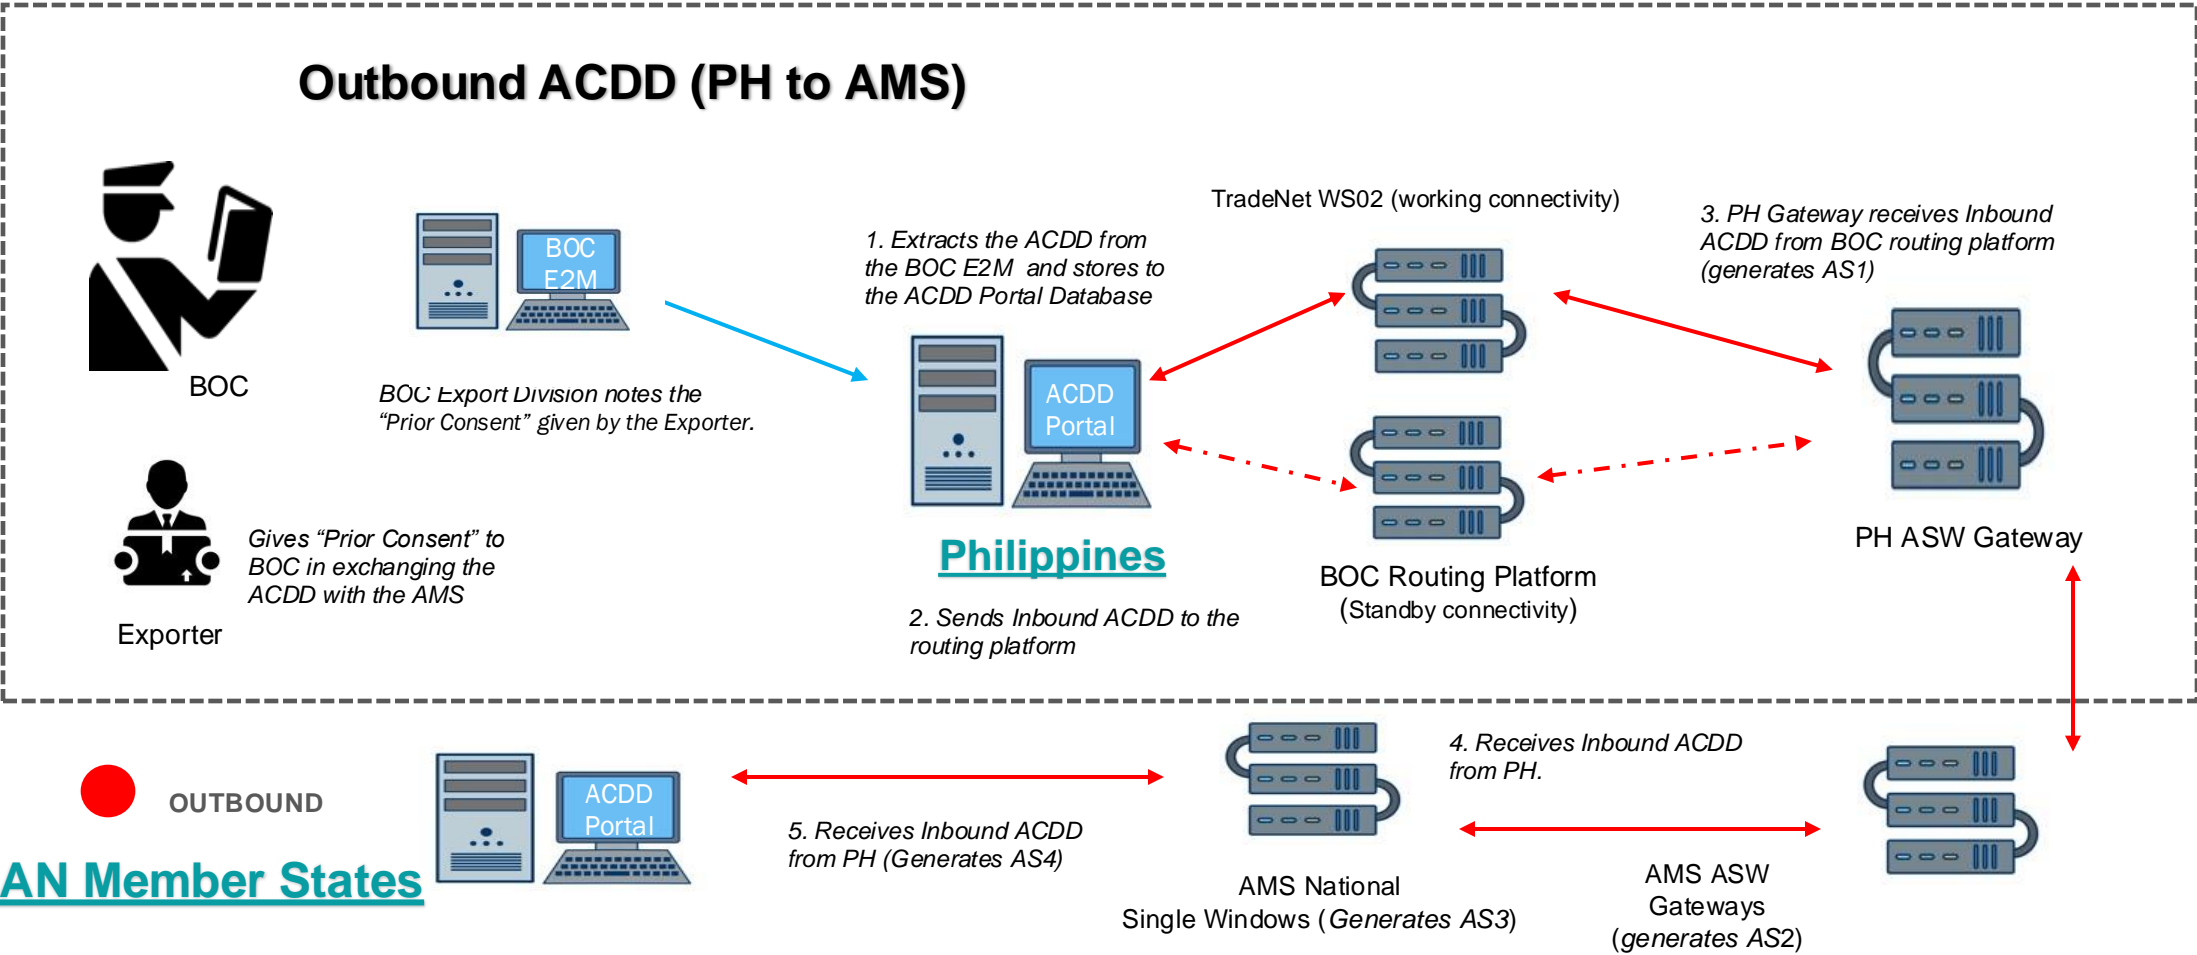 Outbound ACDD (PH to AMS)
BOC
BOC
E2M
BOC Export Division notes the
“Prior Consent” given by the Exporter.
Exporter
Gives “Prior Consent” to
BOC in exchanging the
ACDD with the AMS
1. Extracts the ACDD from
the BOC E2M and stores to
the ACDD Portal Database
ACDD
Portal
Philippines
2. Sends Inbound ACDD to the
routing platform
TradeNet WS02 (working connectivity)
BOC Routing Platform
(Standby connectivity)
3. PH Gateway receives Inbound
ACDD from BOC routing platform
(generates AS1)
PH ASW Gateway
OUTBOUND
AN Member States
ACDD
Portal
5. Receives Inbound ACDD
from PH (Generates AS4)
AMS National
Single Windows (Generates AS3)
4. Receives Inbound ACDD
from PH.
AMS ASW
Gateways
(generates AS2)